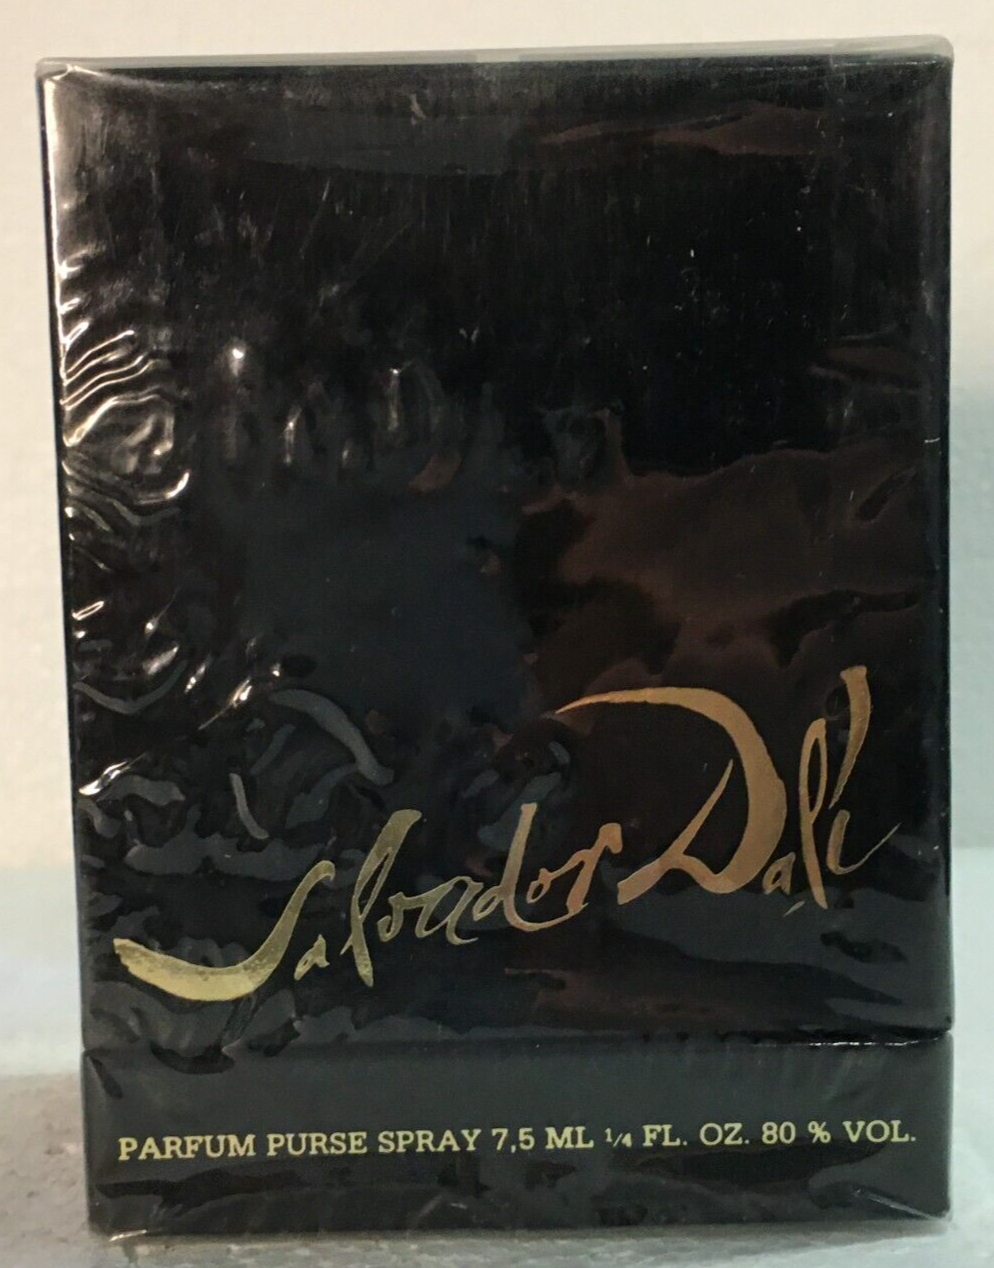 Salvador Dalí
PARFUM PURSE SPRAY 7,5 ML 1/4 FL. OZ. 80 % VOL.